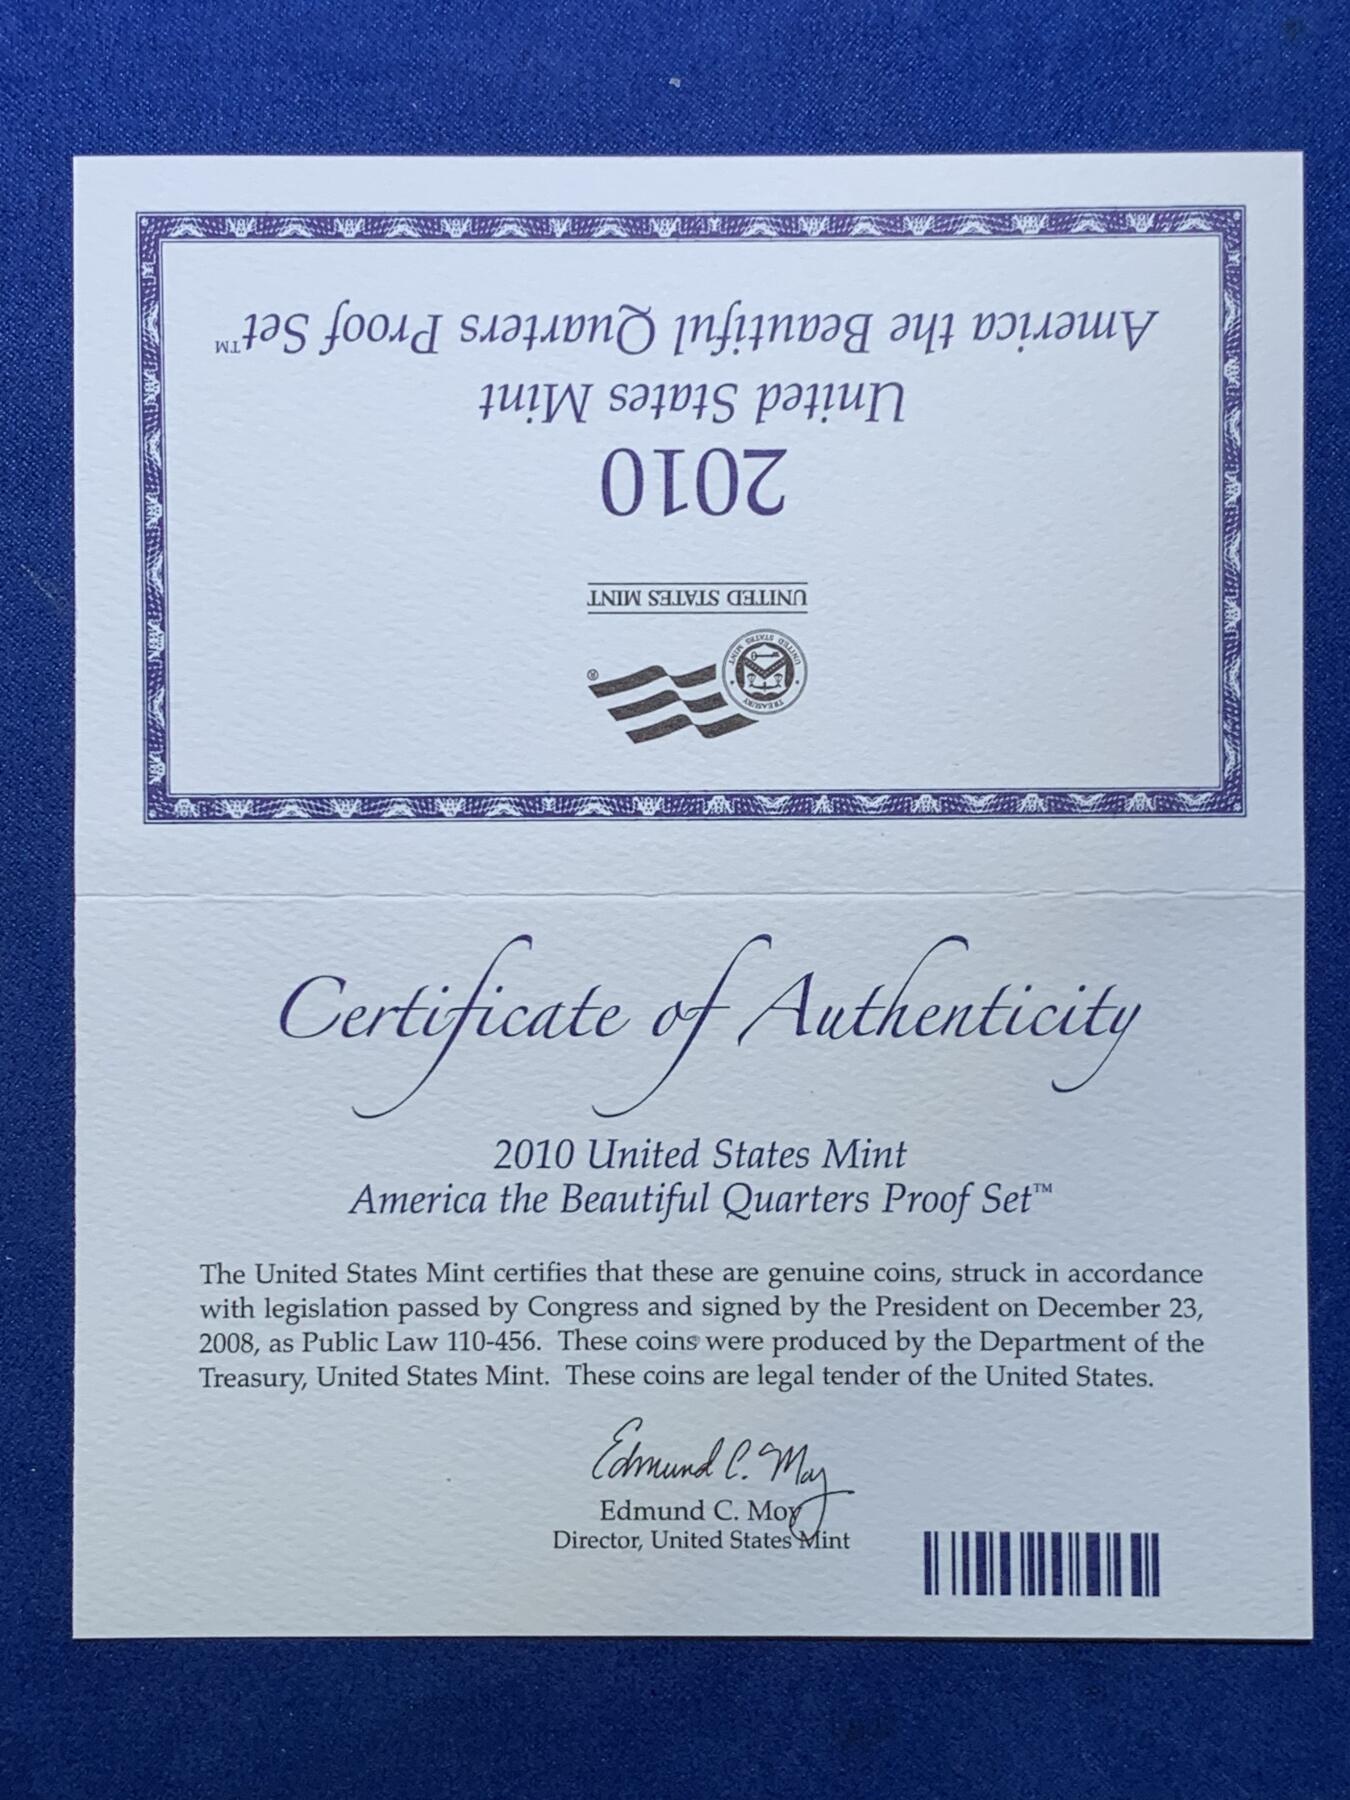 America the Beautiful Quarters Proof Set™
United States Mint
2010
UNITED STATES MINT
®
UNITED STATES MINT
TREASURY
Certificate of Authenticity
2010 United States Mint
America the Beautiful Quarters Proof Set™
The United States Mint certifies that these are genuine coins, struck in accordance
with legislation passed by Congress and signed by the President on December 23,
2008, as Public Law 110-456. These coins were produced by the Department of the
Treasury, United States Mint. These coins are legal tender of the United States.
Edmund C. Moy
Edmund C. Moy
Director, United States Mint